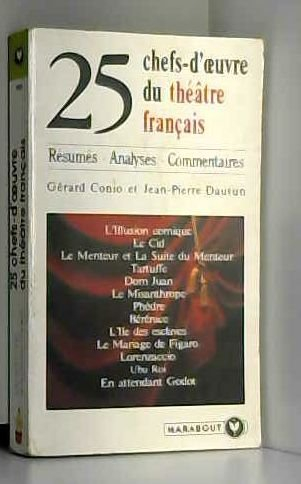 25 chefs-d'œuvre
du théâtre
français
Résumés Analyses Commentaires
Gérard Conio et Jean-Pierre Dausun
L'Illusion comique
Le Cid
Le Menteur et La Suite du Menteur
Tartuffe
Dom Juan
Le Misanthrope
Phèdre
Bérénice
L'Ile des esclaves
Le Mariage de Figaro
Lorenzaccio
Ubu Roi
En attendant Godot
MARABOUT
25 chefs-d'œuvre
du théâtre français